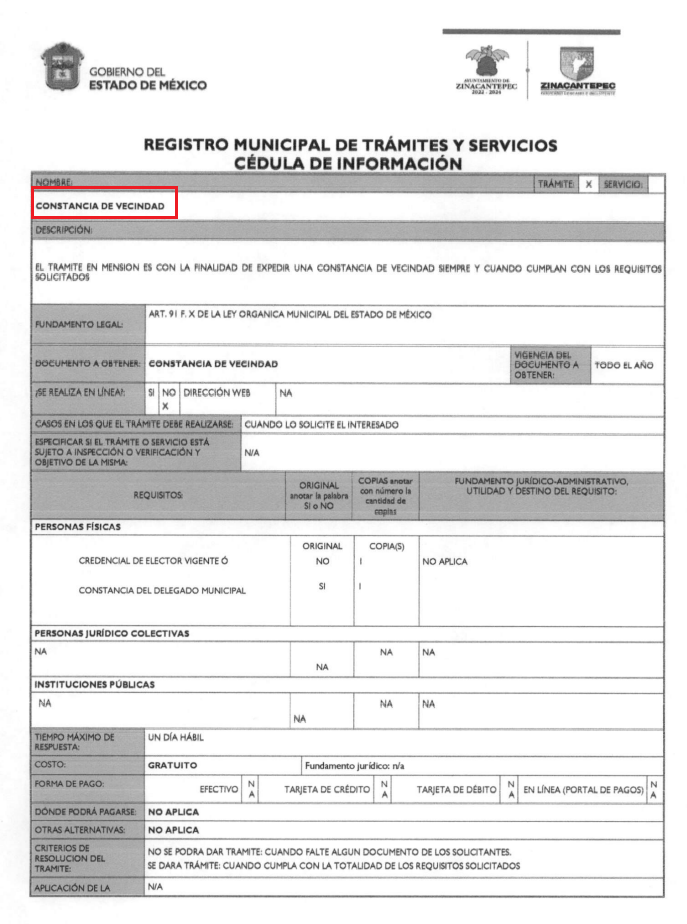 GOBIERNO DEL
ESTADO DE MÉXICO
AYUNTAMIENTO DE
ZINACANTEPEC
2022 - 2024
ZINACANTEPEC
REGISTRO MUNICIPAL DE TRÁMITES Y SERVICIOS
CÉDULA DE INFORMACIÓN
NOMBRE: TRÁMITE: X SERVICIO:
CONSTANCIA DE VECINDAD
DESCRIPCIÓN:
EL TRAMITE EN MENSION ES CON LA FINALIDAD DE EXPEDIR UNA CONSTANCIA DE VECINDAD SIEMPRE Y CUANDO CUMPLAN CON LOS REQUISITOS
SOLICITADOS
FUNDAMENTO LEGAL: ART. 91 F. X DE LA LEY ORGANICA MUNICIPAL DEL ESTADO DE MÉXICO
DOCUMENTO A OBTENER: CONSTANCIA DE VECINDAD
VIGENCIA DEL
DOCUMENTO A
OBTENER:
TODO EL AÑO
¿SE REALIZA EN LÍNEA?: SI NO DIRECCIÓN WEB NA
X
CASOS EN LOS QUE EL TRÁMITE DEBE REALIZARSE: CUANDO LO SOLICITE EL INTERESADO
ESPECIFICAR SI EL TRÁMITE O SERVICIO ESTÁ
SUJETO A INSPECCIÓN O VERIFICACIÓN Y
OBJETIVO DE LA MISMA:
N/A
REQUISITOS:
ORIGINAL
anotar la palabra
SI o NO
COPIAS anotar
con número la
cantidad de
copias
FUNDAMENTO JURÍDICO-ADMINISTRATIVO,
UTILIDAD Y DESTINO DEL REQUISITO:
PERSONAS FÍSICAS
ORIGINAL COPIA(S)
CREDENCIAL DE ELECTOR VIGENTE Ó NO 1 NO APLICA
CONSTANCIA DEL DELEGADO MUNICIPAL SI 1
PERSONAS JURÍDICO COLECTIVAS
NA NA NA NA
INSTITUCIONES PÚBLICAS
NA NA NA NA
TIEMPO MÁXIMO DE
RESPUESTA:
UN DÍA HÁBIL
COSTO: GRATUITO Fundamento jurídico: n/a
FORMA DE PAGO: EFECTIVO NA TARJETA DE CRÉDITO NA TARJETA DE DÉBITO NA EN LÍNEA (PORTAL DE PAGOS) NA
DÓNDE PODRÁ PAGARSE: NO APLICA
OTRAS ALTERNATIVAS: NO APLICA
CRITERIOS DE
RESOLUCION DEL
TRAMITE:
NO SE PODRA DAR TRAMITE: CUANDO FALTE ALGUN DOCUMENTO DE LOS SOLICITANTES.
SE DARA TRÁMITE: CUANDO CUMPLA CON LA TOTALIDAD DE LOS REQUISITOS SOLICITADOS
APLICACIÓN DE LA N/A